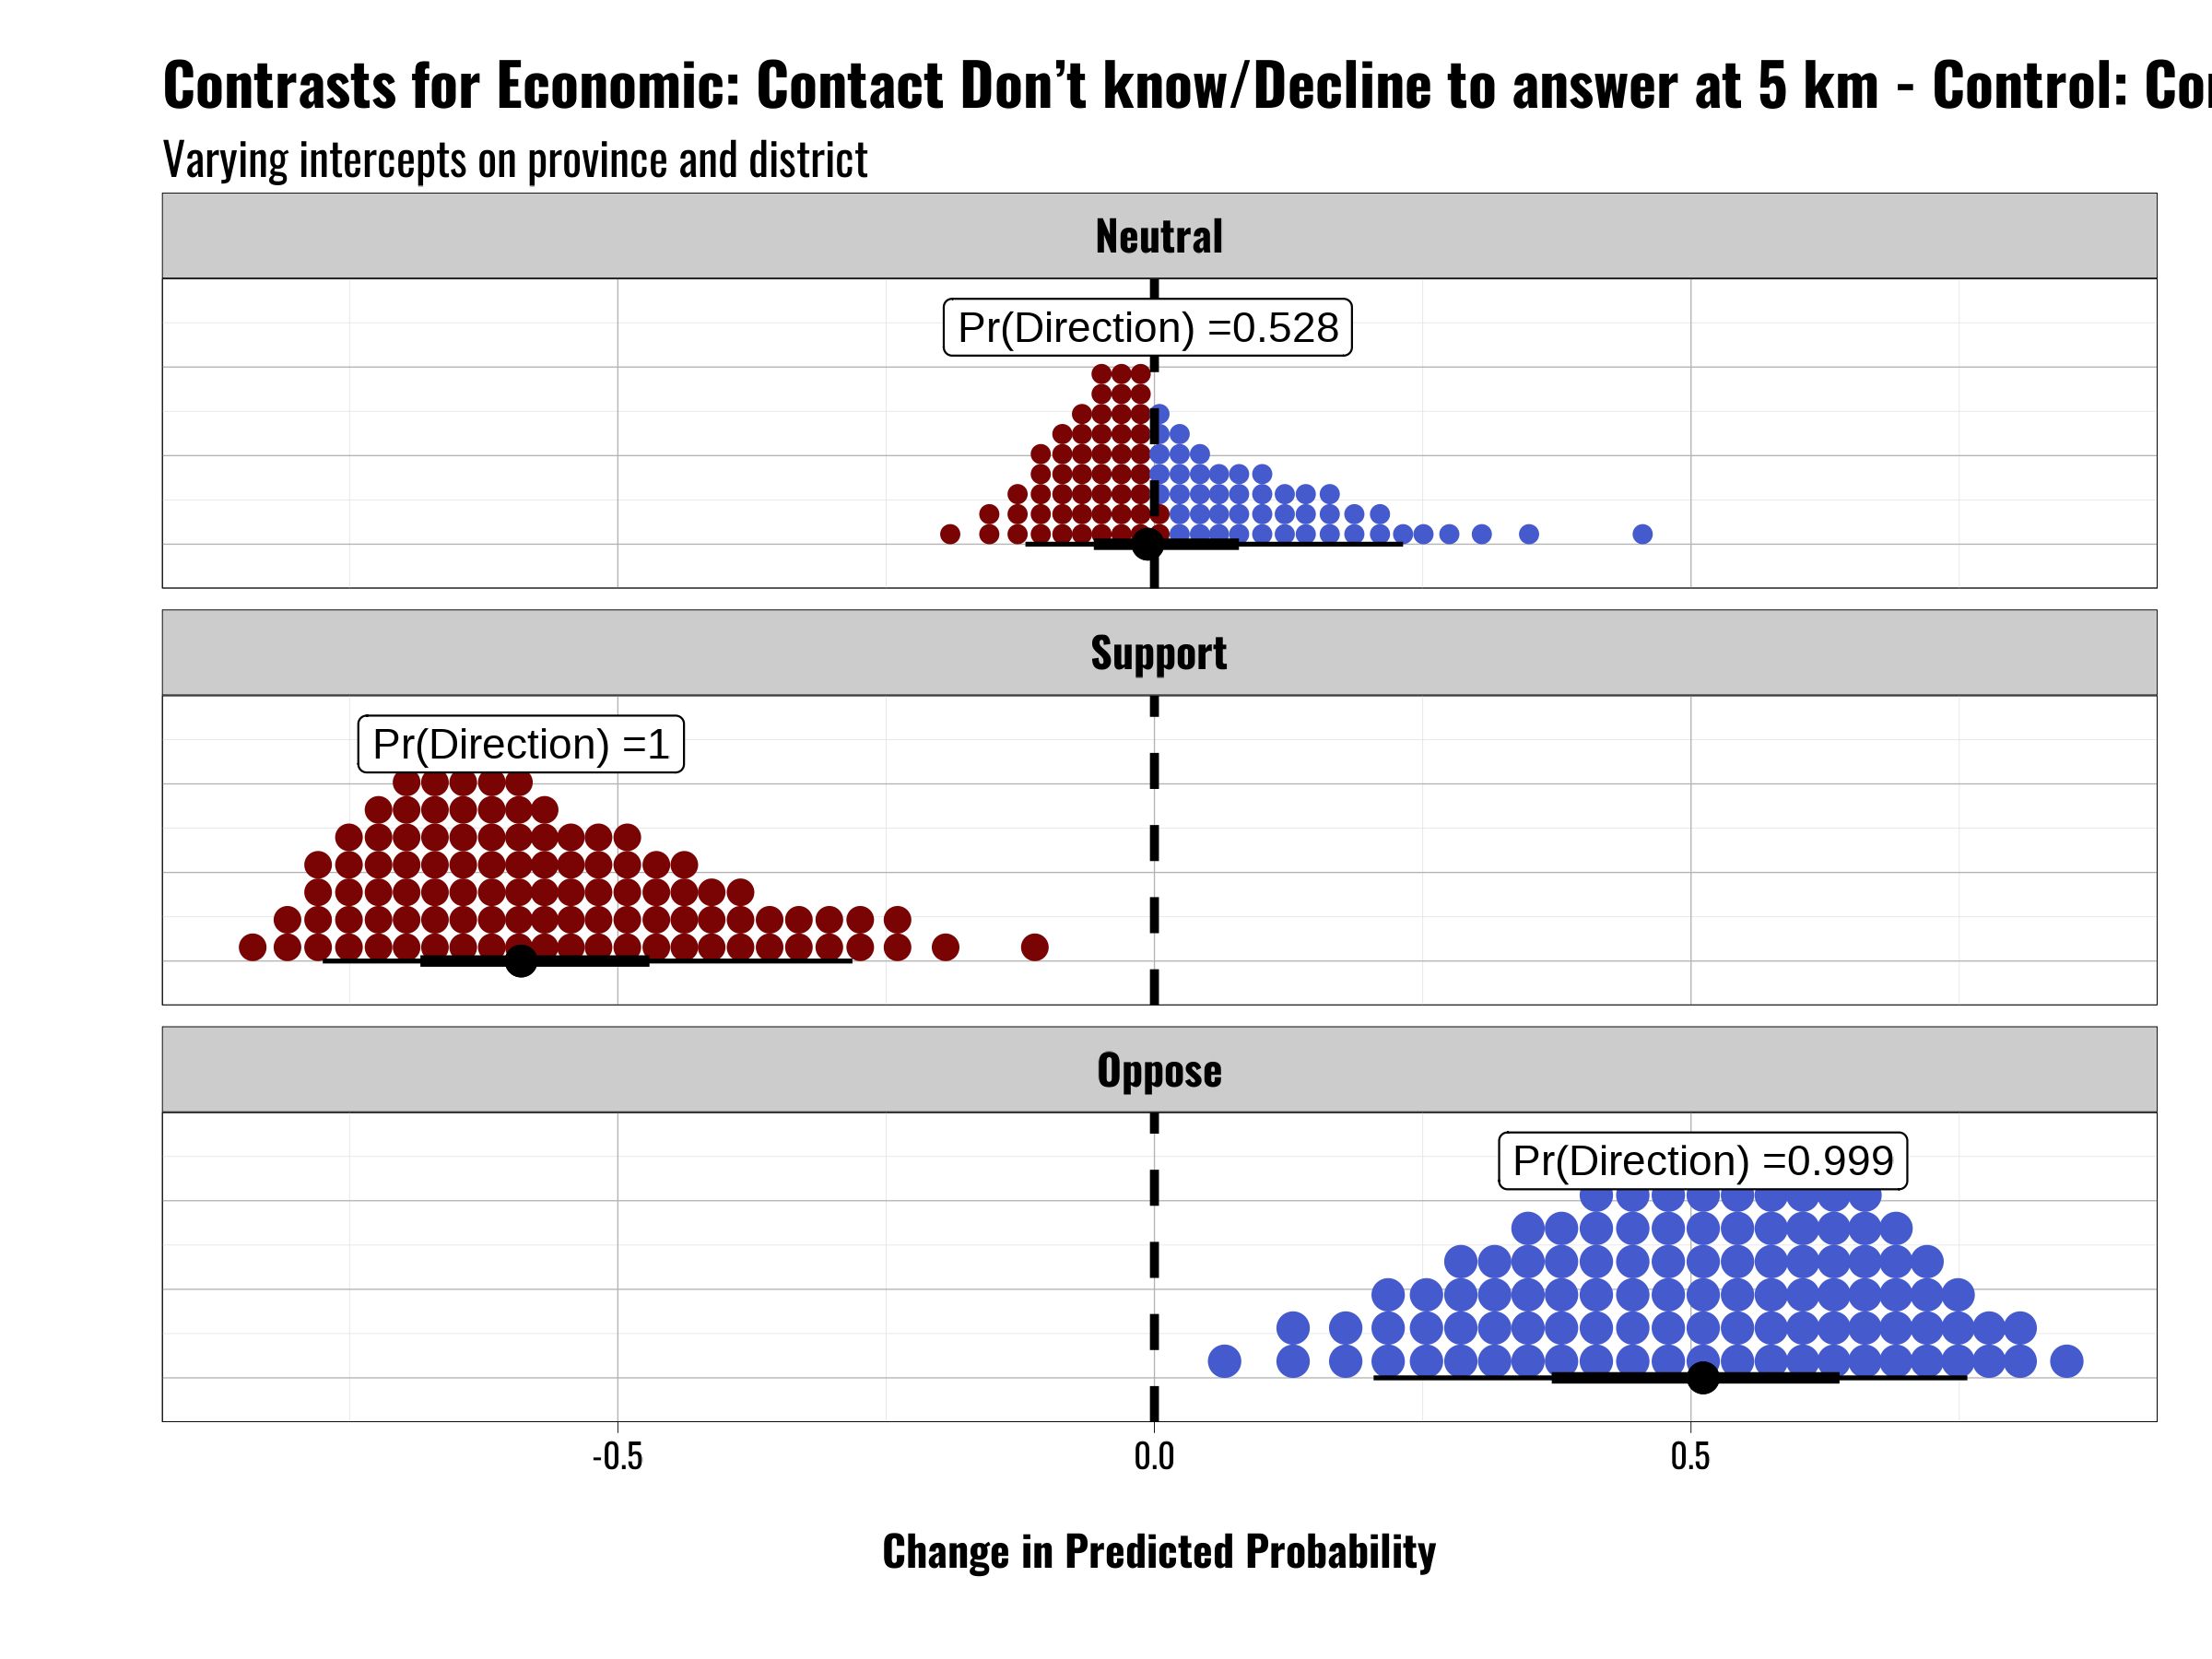 Contrasts for Economic: Contact Don’t know/Decline to answer at 5 km - Control:
Varying intercepts on province and district
Neutral
Pr(Direction) =0.528
Support
Pr(Direction) =1
Oppose
Pr(Direction) =0.999
-0.5 0.0 0.5
Change in Predicted Probability